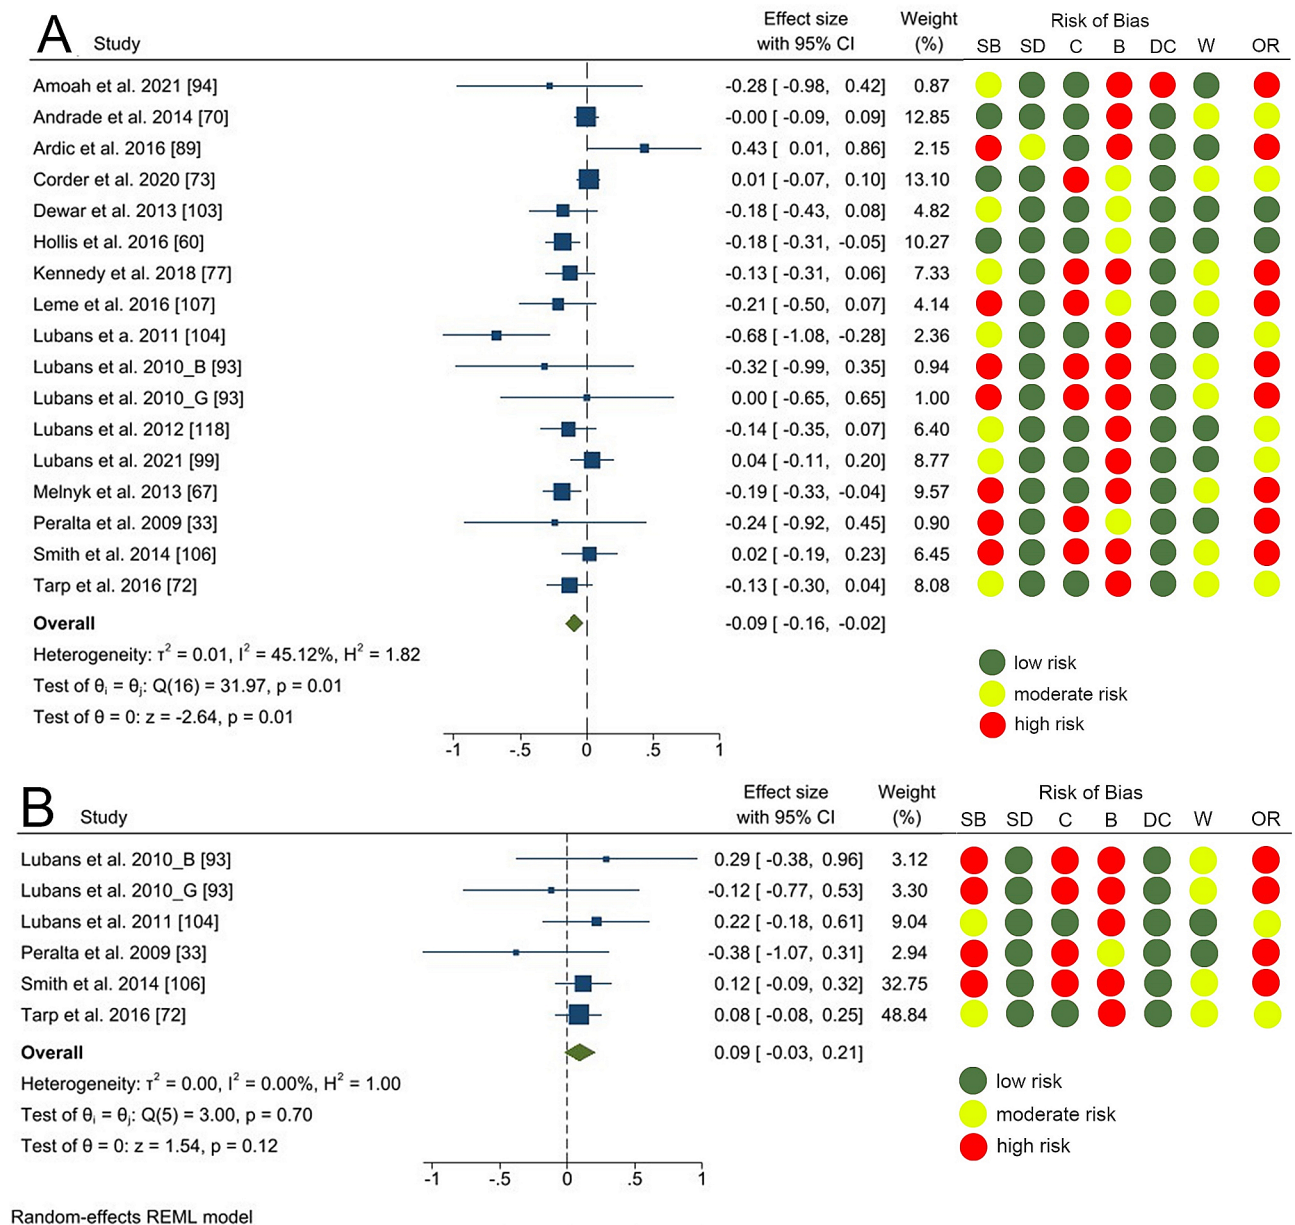 A
Study
Effect size
with 95% CI
Weight
(%)
Risk of Bias
SB SD C B DC W OR
Amoah et al. 2021 [94] -0.28 [ -0.98, 0.42] 0.87
Andrade et al. 2014 [70] -0.00 [ -0.09, 0.09] 12.85
Ardic et al. 2016 [89] 0.43 [ 0.01, 0.86] 2.15
Corder et al. 2020 [73] 0.01 [ -0.07, 0.10] 13.10
Dewar et al. 2013 [103] -0.18 [ -0.43, 0.08] 4.82
Hollis et al. 2016 [60] -0.18 [ -0.31, -0.05] 10.27
Kennedy et al. 2018 [77] -0.13 [ -0.31, 0.06] 7.33
Leme et al. 2016 [107] -0.21 [ -0.50, 0.07] 4.14
Lubans et a. 2011 [104] -0.68 [ -1.08, -0.28] 2.36
Lubans et al. 2010_B [93] -0.32 [ -0.99, 0.35] 0.94
Lubans et al. 2010_G [93] 0.00 [ -0.65, 0.65] 1.00
Lubans et al. 2012 [118] -0.14 [ -0.35, 0.07] 6.40
Lubans et al. 2021 [99] 0.04 [ -0.11, 0.20] 8.77
Melnyk et al. 2013 [67] -0.19 [ -0.33, -0.04] 9.57
Peralta et al. 2009 [33] -0.24 [ -0.92, 0.45] 0.90
Smith et al. 2014 [106] 0.02 [ -0.19, 0.23] 6.45
Tarp et al. 2016 [72] -0.13 [ -0.30, 0.04] 8.08
Overall -0.09 [ -0.16, -0.02]
Heterogeneity: τ² = 0.01, I² = 45.12%, H² = 1.82
Test of θᵢ = θⱼ: Q(16) = 31.97, p = 0.01
Test of θ = 0: z = -2.64, p = 0.01
low risk
moderate risk
high risk
-1 -.5 0 .5 1
B
Study
Effect size
with 95% CI
Weight
(%)
Risk of Bias
SB SD C B DC W OR
Lubans et al. 2010_B [93] 0.29 [ -0.38, 0.96] 3.12
Lubans et al. 2010_G [93] -0.12 [ -0.77, 0.53] 3.30
Lubans et al. 2011 [104] 0.22 [ -0.18, 0.61] 9.04
Peralta et al. 2009 [33] -0.38 [ -1.07, 0.31] 2.94
Smith et al. 2014 [106] 0.12 [ -0.09, 0.32] 32.75
Tarp et al. 2016 [72] 0.08 [ -0.08, 0.25] 48.84
Overall 0.09 [ -0.03, 0.21]
Heterogeneity: τ² = 0.00, I² = 0.00%, H² = 1.00
Test of θᵢ = θⱼ: Q(5) = 3.00, p = 0.70
Test of θ = 0: z = 1.54, p = 0.12
low risk
moderate risk
high risk
-1 -.5 0 .5 1
Random-effects REML model